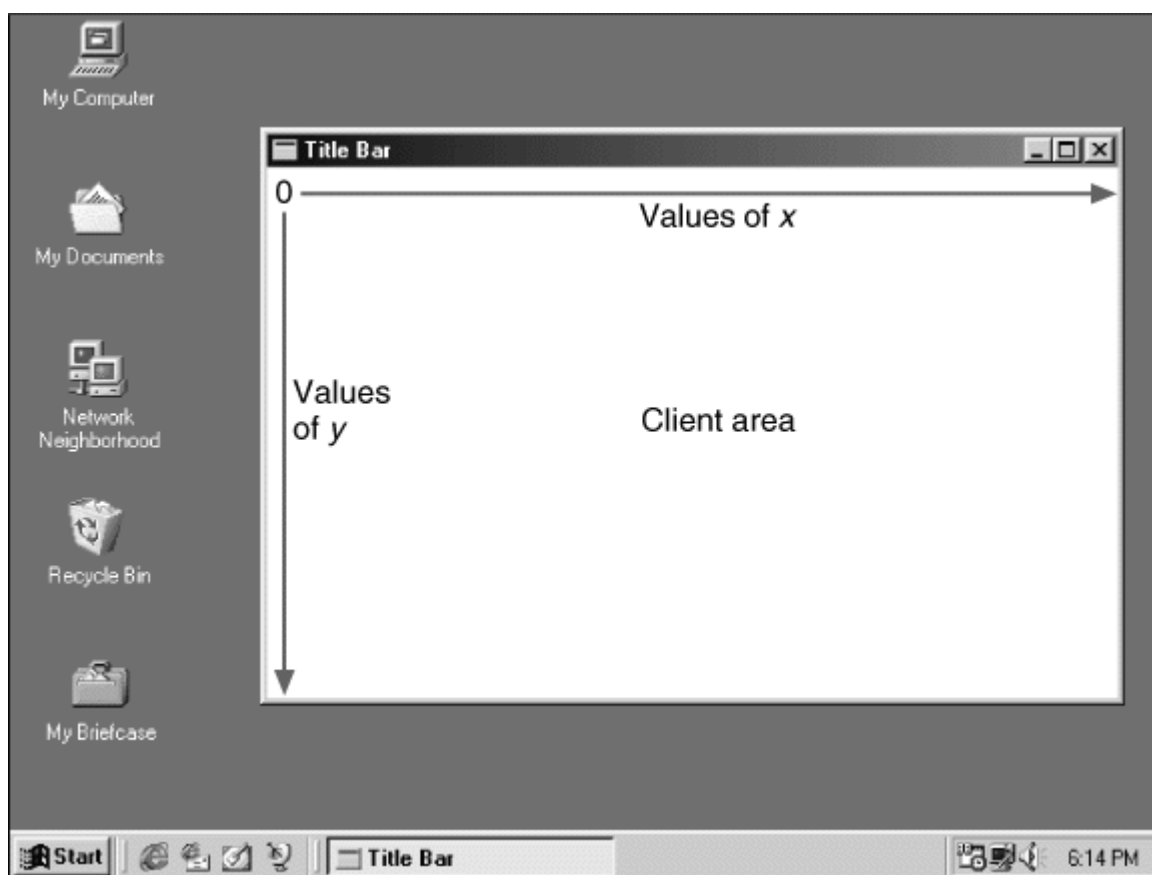 My Computer
Title Bar
0
Values of x
My Documents
Network
Neighborhood
Values
of y
Client area
Recycle Bin
My Briefcase
Start
Title Bar
6:14 PM